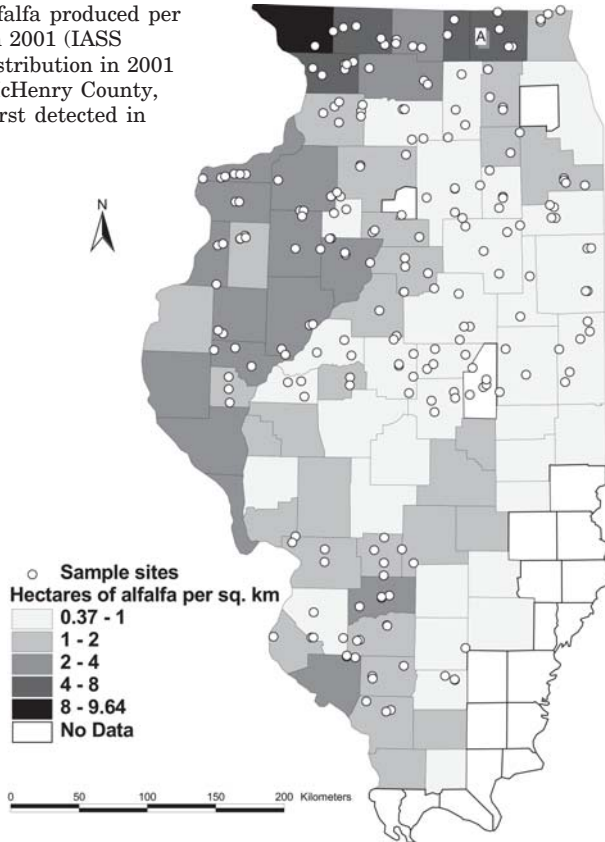 lfalfa produced per
n 2001 (IASS
stribution in 2001
cHenry County,
rst detected in
A
N
Sample sites
Hectares of alfalfa per sq. km
0.37 - 1
1 - 2
2 - 4
4 - 8
8 - 9.64
No Data
0 50 100 150 200 Kilometers